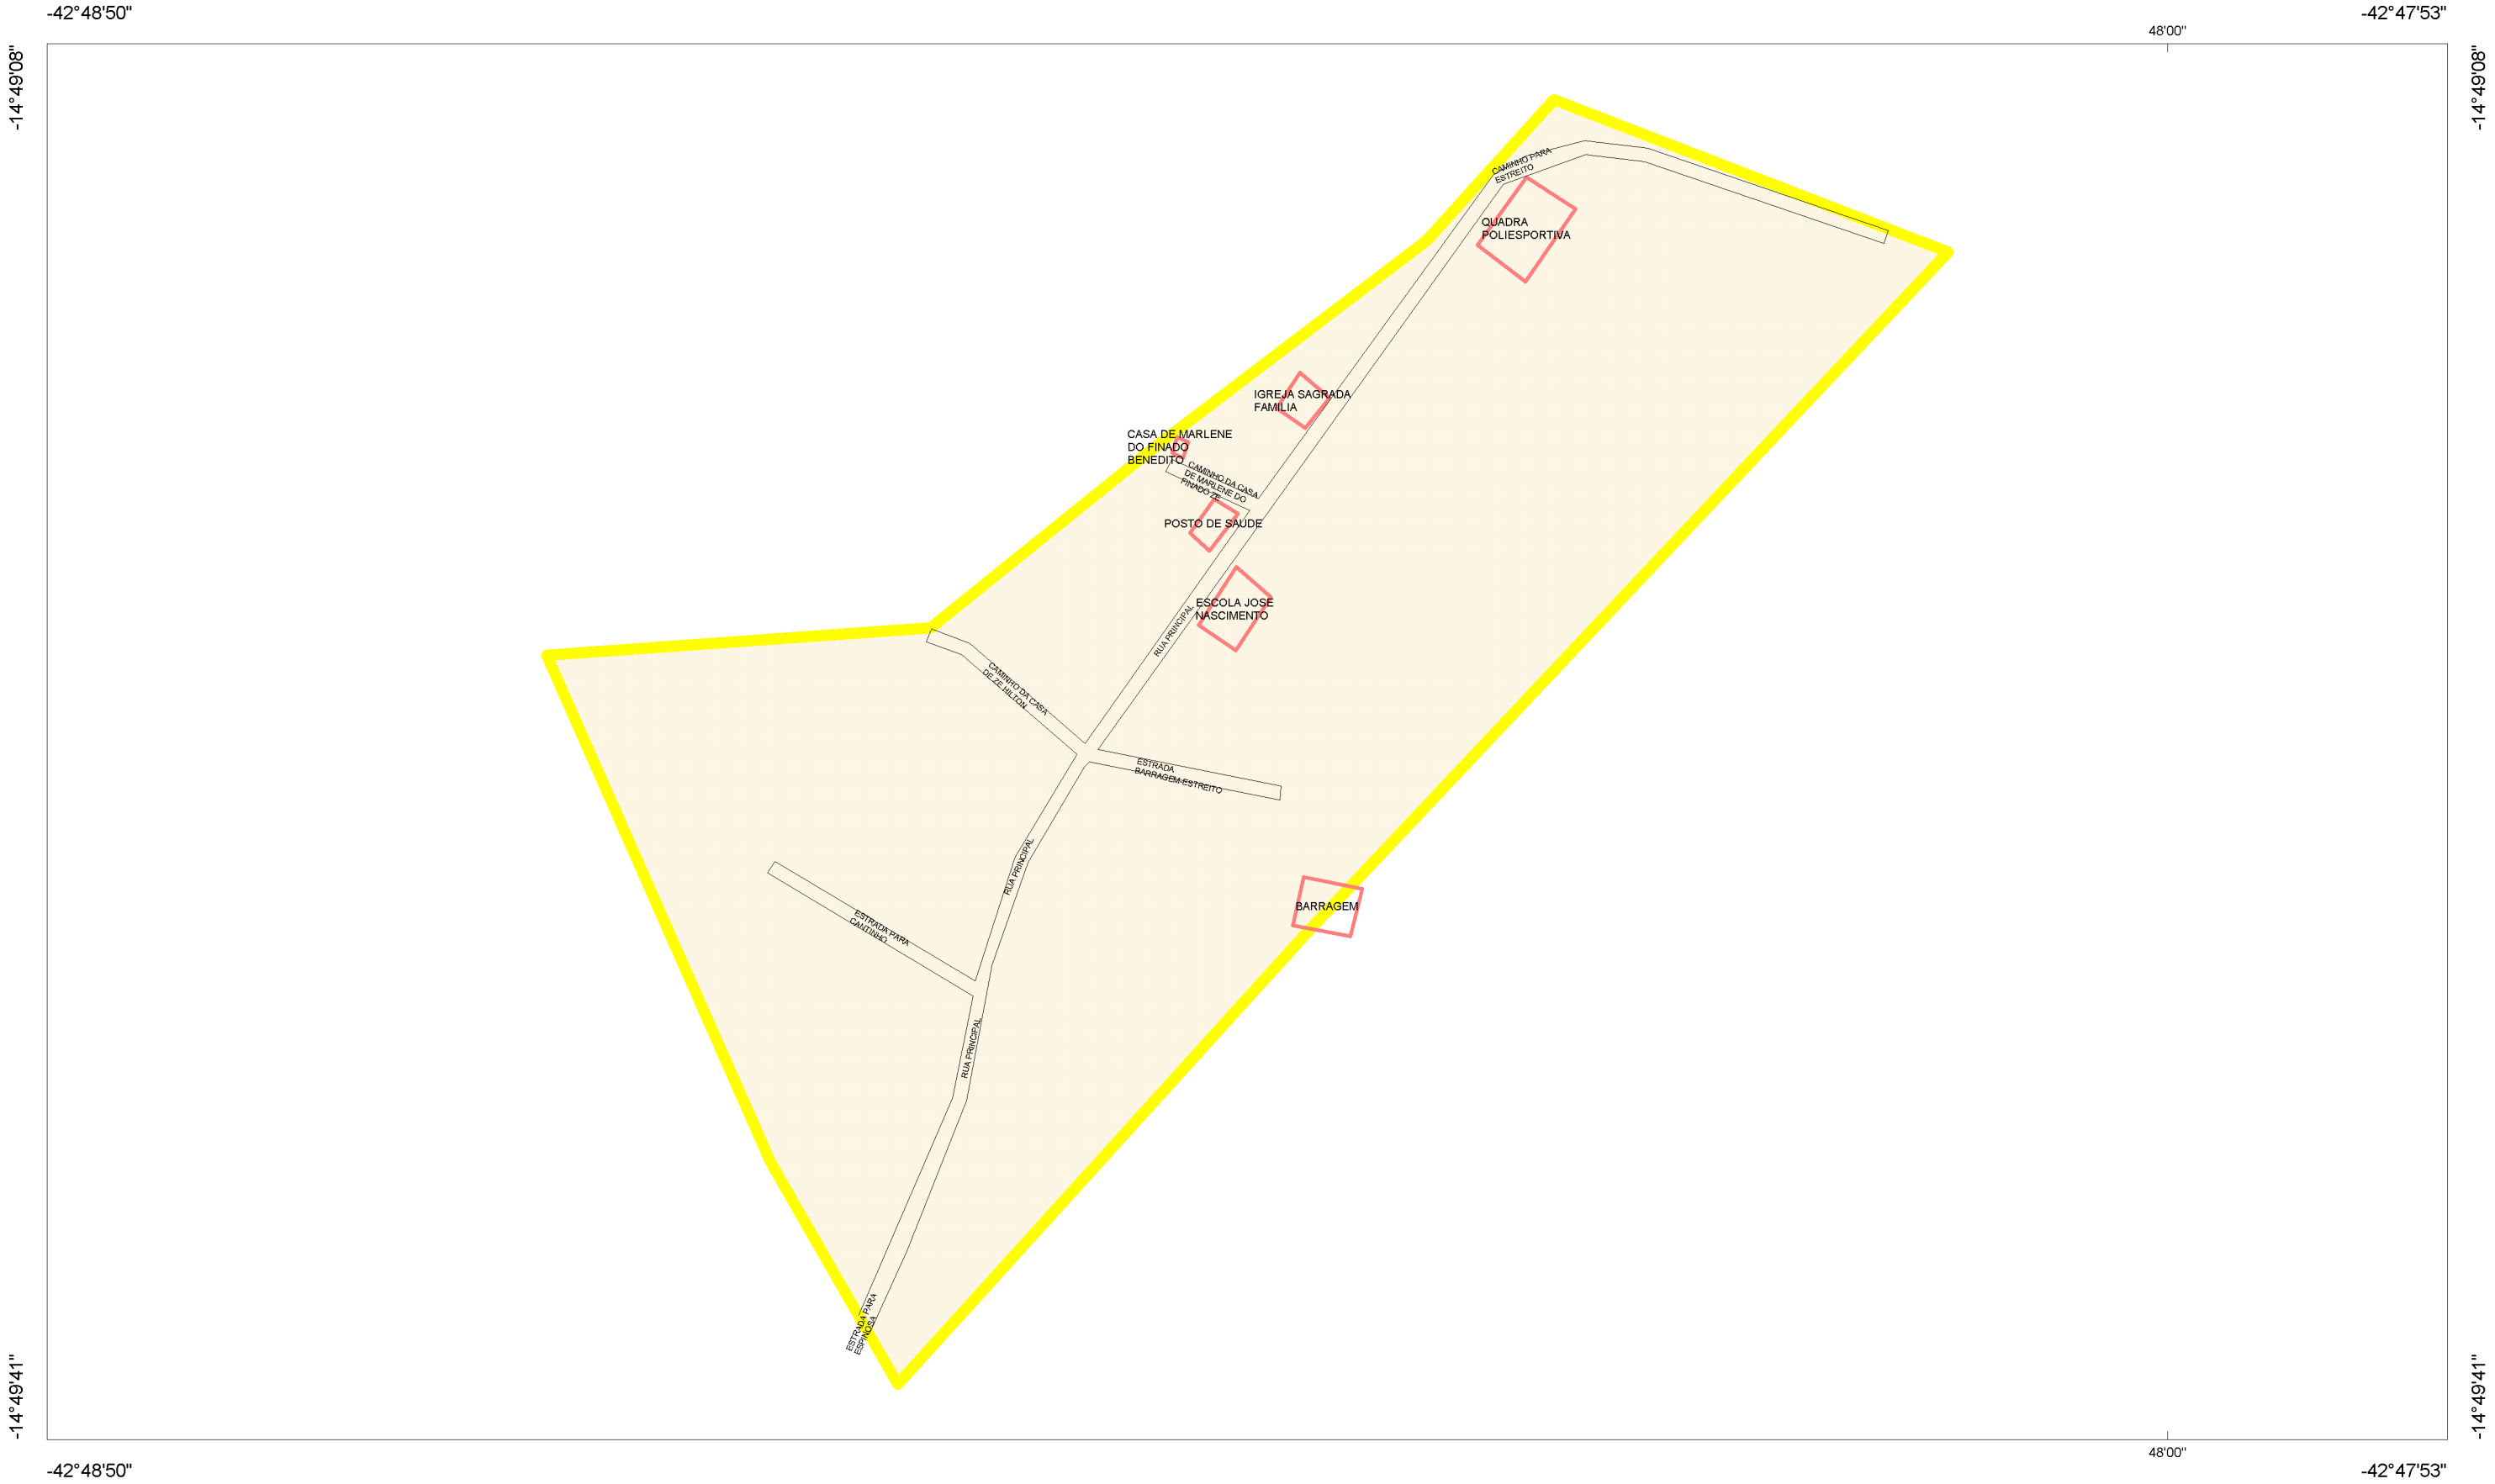 -42°48'50"
-42°47'53"
48'00"
-14°49'08"
-14°49'08"
CAMINHO PARA
ESTREITO
QUADRA
POLIESPORTIVA
IGREJA SAGRADA
FAMILIA
CASA DE MARLENE
DO FINADO
BENEDITO
CAMINHO DA CASA
DE MARLENE DO
FINADO ZE
POSTO DE SAUDE
ESCOLA JOSE
NASCIMENTO
RUA PRINCIPAL
CAMINHO DA CASA
DE ZE HILTON
ESTRADA
BARRAGEM ESTREITO
RUA PRINCIPAL
BARRAGEM
ESTRADA PARA
CANTINHO
RUA PRINCIPAL
ESTRADA PARA
ESPINOSA
-14°49'41"
-14°49'41"
48'00"
-42°48'50"
-42°47'53"